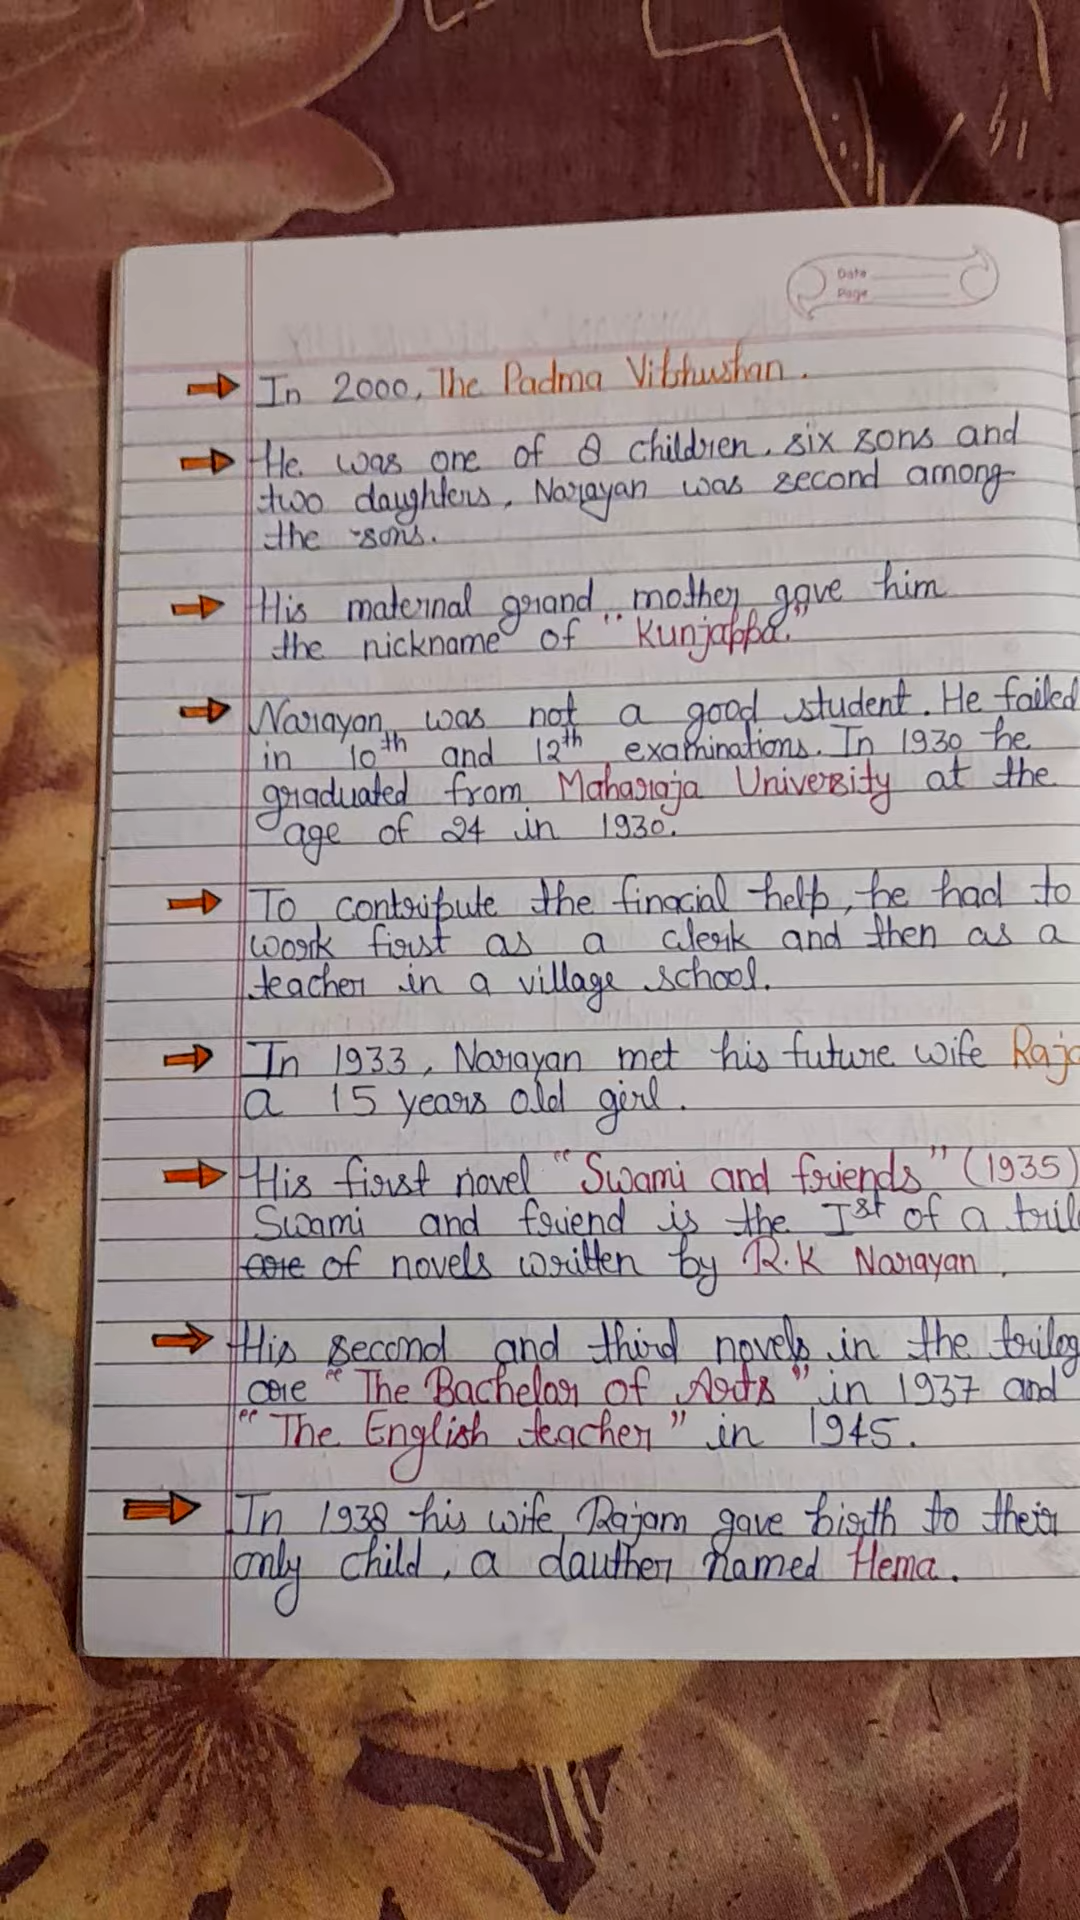 Date
Page
→ In 2000, The Padma Vibhushan.
→ He was one of 8 children. six sons and
two daughters, Narayan was second among
the sons.
→ His maternal grand mother gave him
the nickname of "Kunjappa."
→ Narayan was not a good student. He failed
in 10th and 12th examinations. In 1930 he
graduated from Maharaja University at the
age of 24 in 1930.
→ To contribute the finacial help, he had to
work first as a clerk and then as a
teacher in a village school.
→ In 1933, Narayan met his future wife
a 15 years old girl.
→ His first novel "Swami and friends" (1935)
Swami and friend is the Ist of a
of novels written by R.K Narayan.
→ His second and third novels in the
are "The Bachelor of Arts" in 1937 and
"The English teacher" in 1945.
→ In 1938 his wife Rajam gave birth to their
only child, a dauther named Hema.